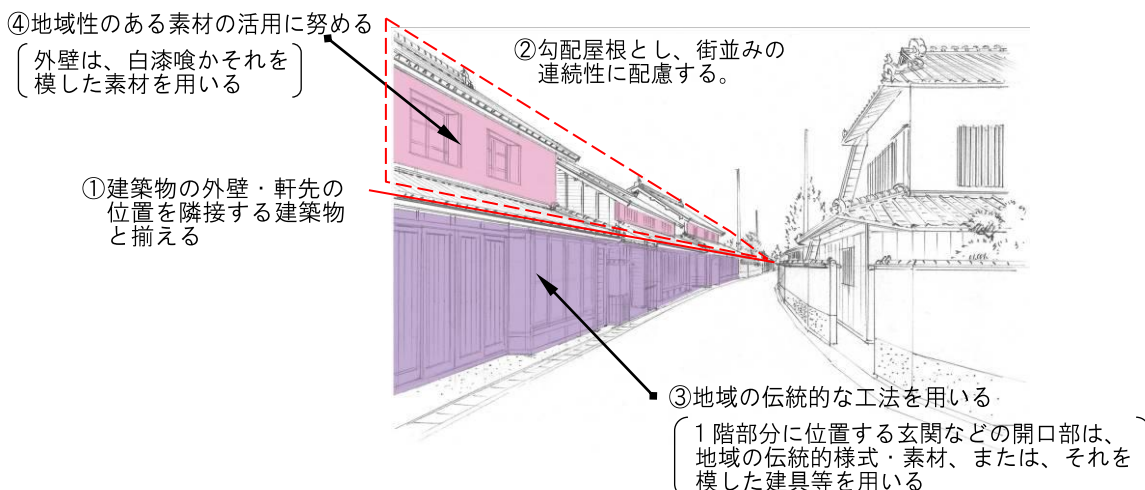 ④地域性のある素材の活用に努める
外壁は、白漆喰かそれを
模した素材を用いる
②勾配屋根とし、街並みの
連続性に配慮する。
①建築物の外壁・軒先の
位置を隣接する建築物
と揃える
③地域の伝統的な工法を用いる
1階部分に位置する玄関などの開口部は、
地域の伝統的様式・素材、または、それを
模した建具等を用いる